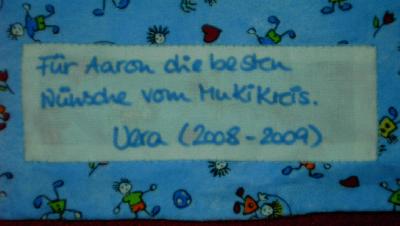 Für Aaron die besten
Wünsche vom MukiKreis.
Vera (2008-2009)